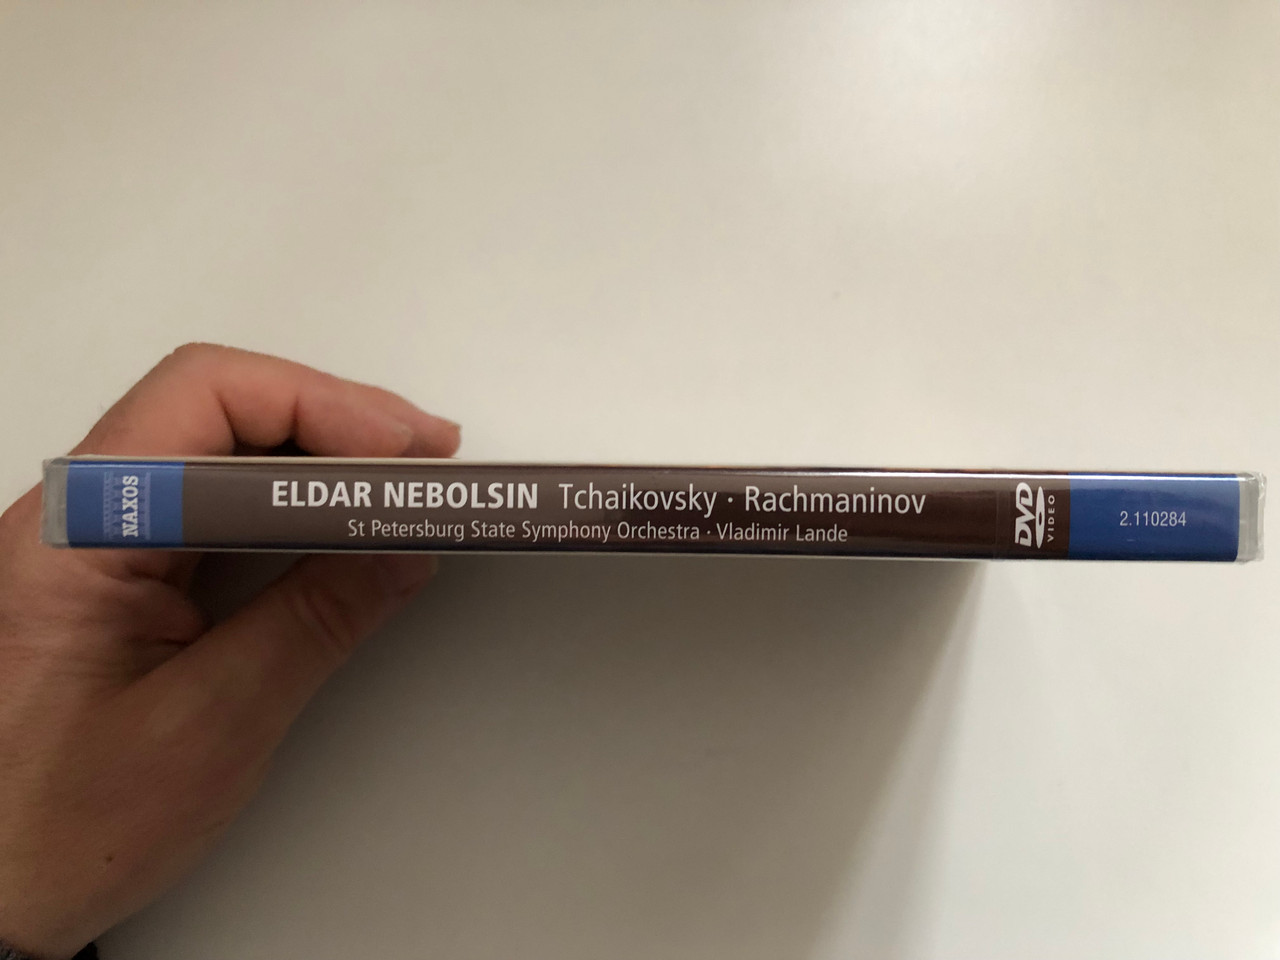 NAXOS
ELDAR NEBOLSIN Tchaikovsky · Rachmaninov
St Petersburg State Symphony Orchestra · Vladimir Lande
DVD
VIDEO
2.110284